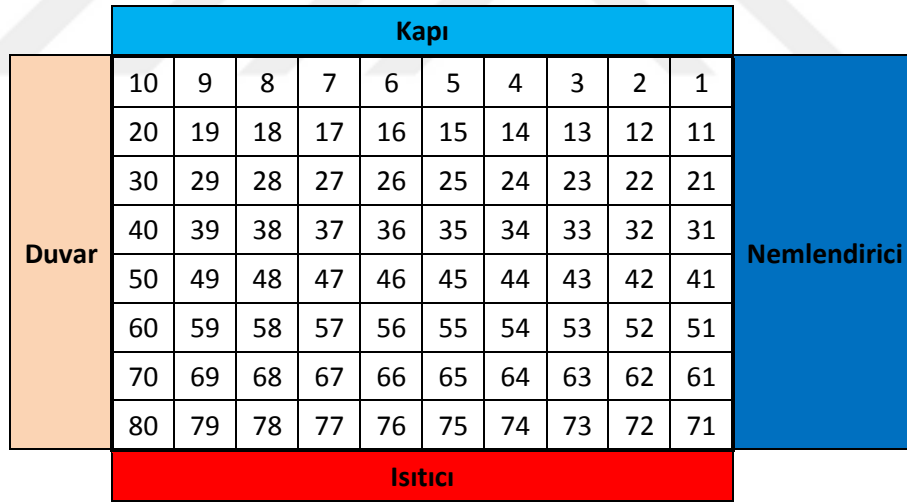 Kapı
10 9 8 7 6 5 4 3 2 1
20 19 18 17 16 15 14 13 12 11
30 29 28 27 26 25 24 23 22 21
40 39 38 37 36 35 34 33 32 31
Duvar
Nemlendirici
50 49 48 47 46 45 44 43 42 41
60 59 58 57 56 55 54 53 52 51
70 69 68 67 66 65 64 63 62 61
80 79 78 77 76 75 74 73 72 71
Isıtıcı